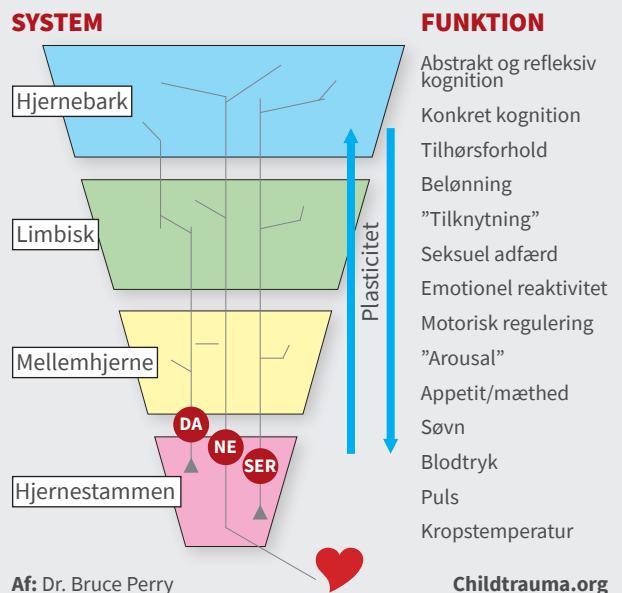 SYSTEM
FUNKTION
Hjernebark
Limbisk
Mellemhjerne
Hjernestammen
DA
NE
SER
Plasticitet
Abstrakt og refleksiv
kognition
Konkret kognition
Tilhørsforhold
Belønning
”Tilknytning”
Seksuel adfærd
Emotionel reaktivitet
Motorisk regulering
”Arousal”
Appetit/mæthed
Søvn
Blodtryk
Puls
Kropstemperatur
Af: Dr. Bruce Perry
Childtrauma.org